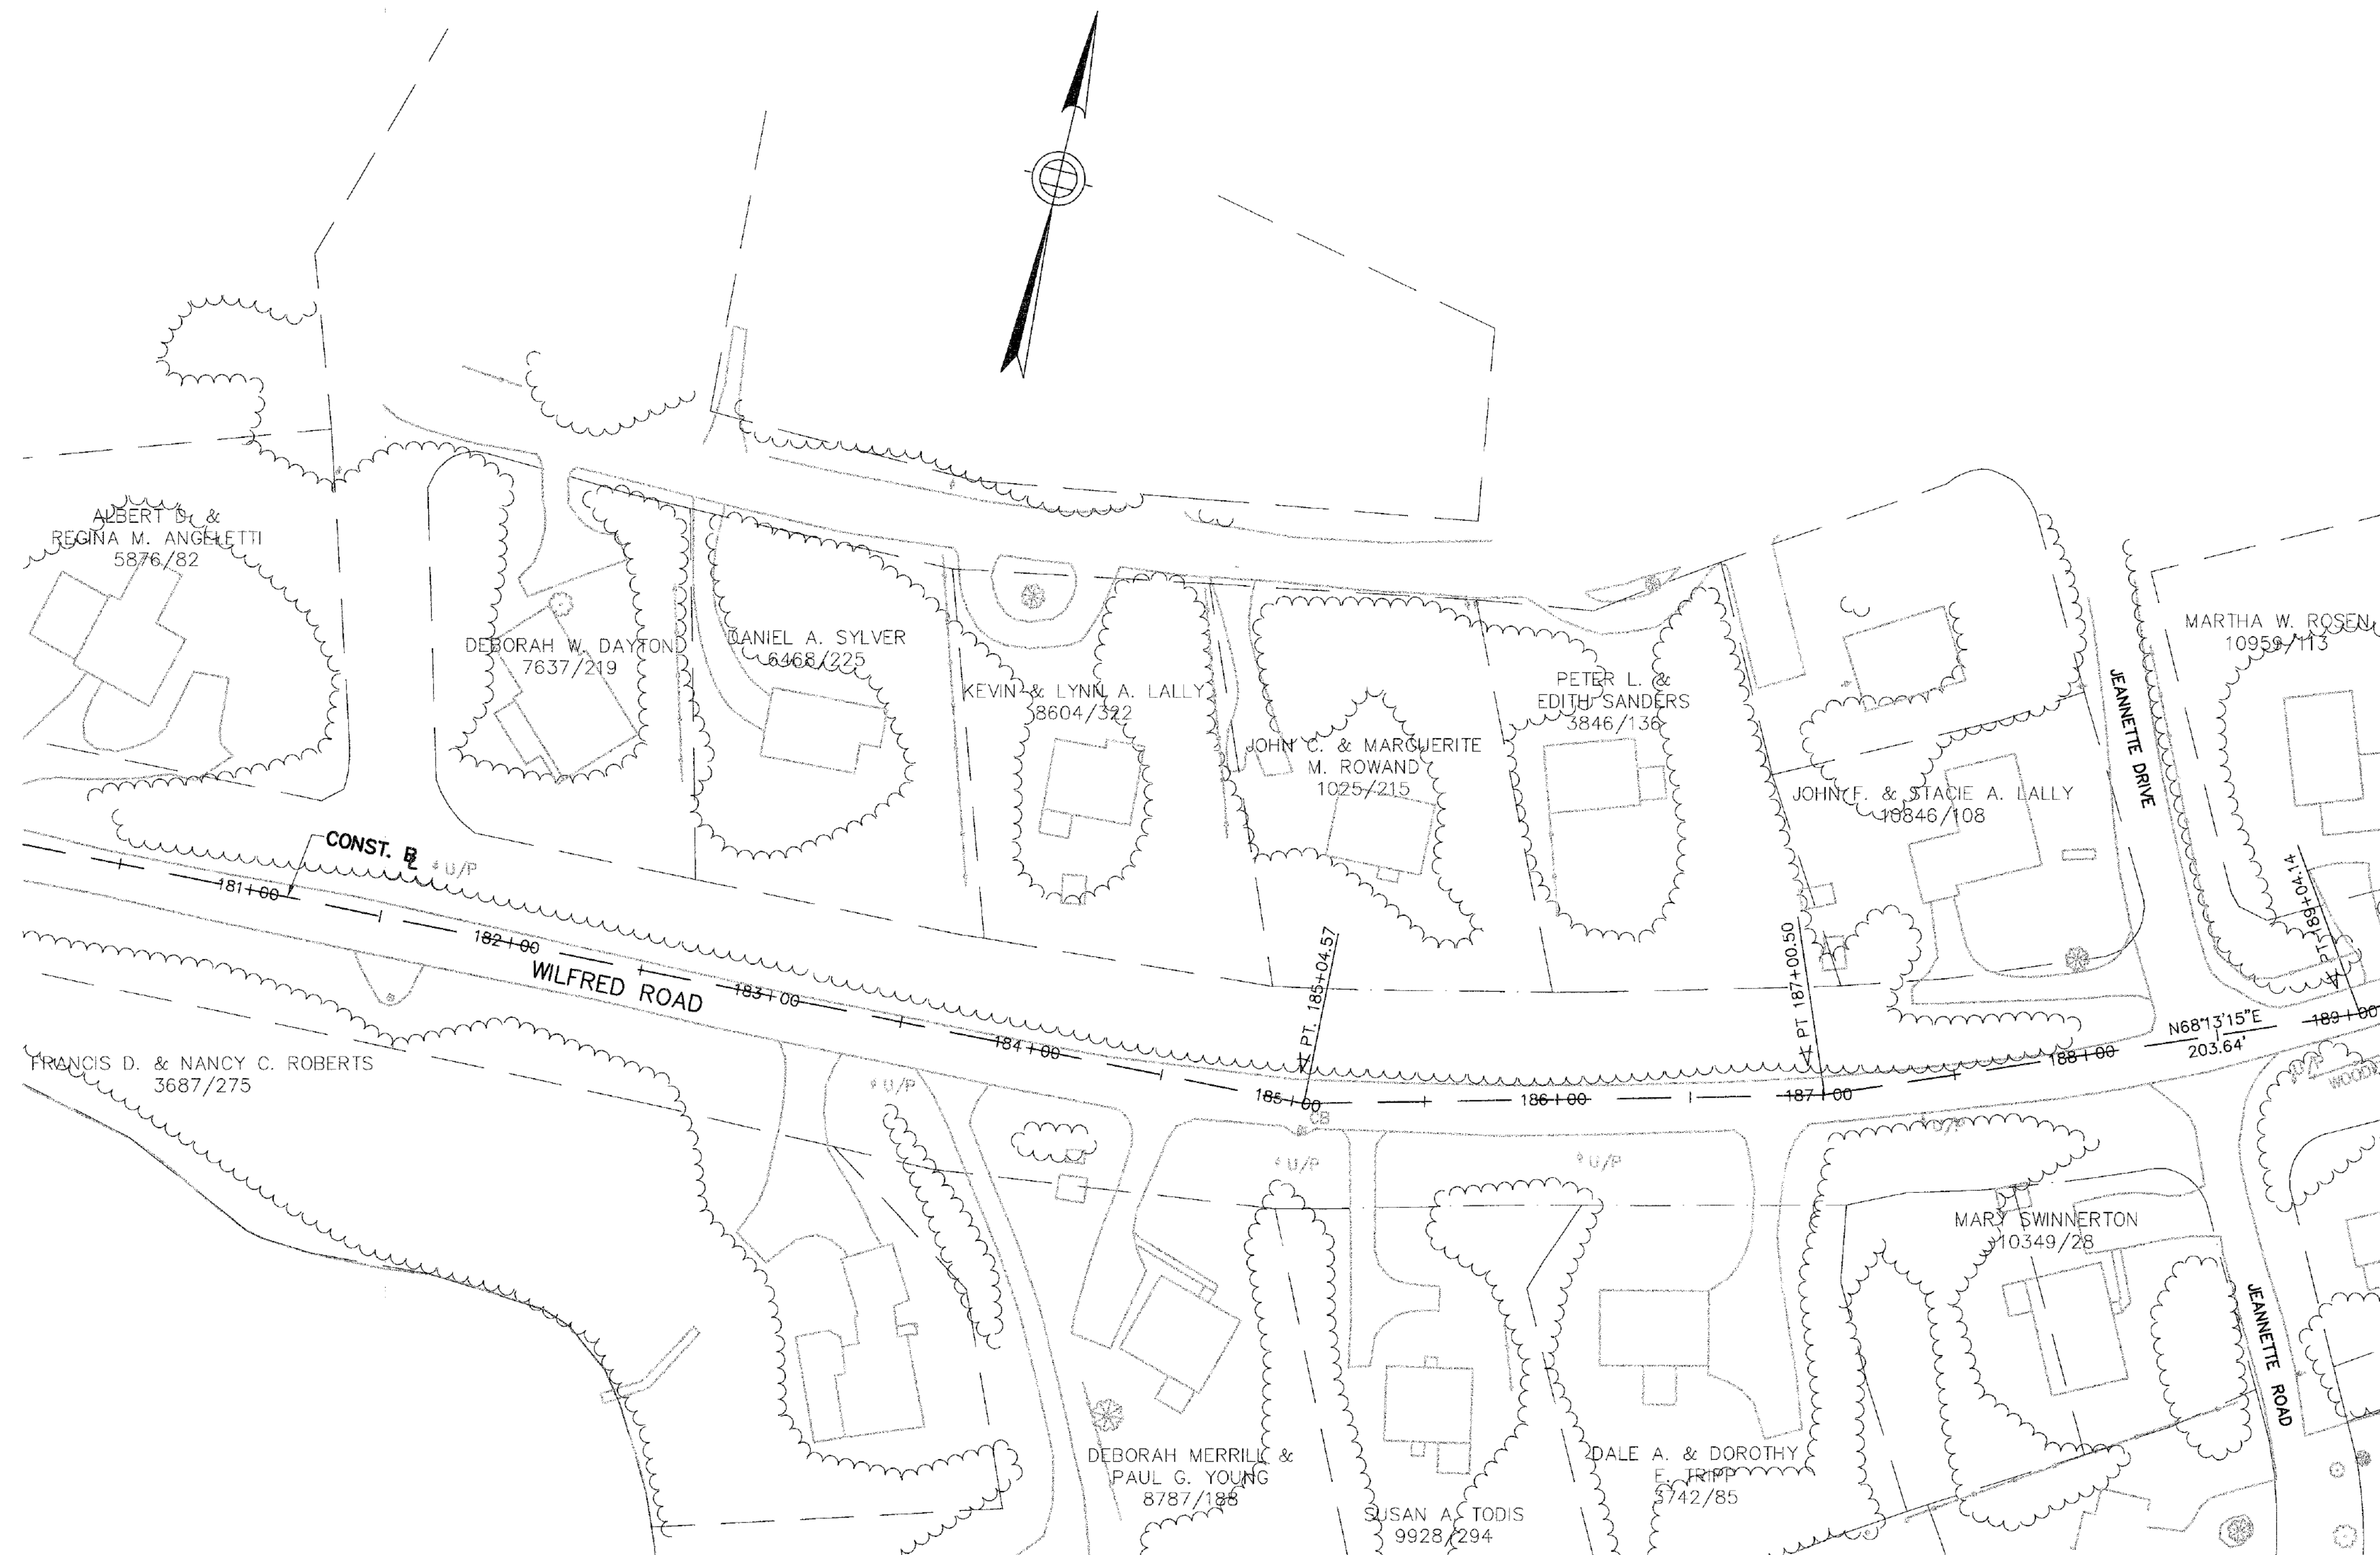 ALBERT D. &
REGINA M. ANGELETTI
5876/82
DEBORAH W. DAYTON
7637/219
DANIEL A. SYLVER
6468/225
KEVIN & LYNN A. LALLY
8604/322
JOHN C. & MARGUERITE
M. ROWAND
1025/215
PETER L. &
EDITH SANDERS
3846/136
JOHN F. & STACIE A. LALLY
10846/108
MARTHA W. ROSEN
10959/113
JEANNETTE DRIVE
CONST. BL
U/P
181+00
182+00
WILFRED ROAD
183+00
184+00
PT. 185+04.57
185+00
CB
186+00
PT 187+00.50
187+00
188+00
N68°13'15"E
203.64'
189+00
PT 189+04.14
U/P
WOOD
FRANCIS D. & NANCY C. ROBERTS
3687/275
U/P
U/P
U/P
MARY SWINNERTON
10349/28
JEANNETTE ROAD
DEBORAH MERRILL &
PAUL G. YOUNG
8787/188
SUSAN A. TODIS
9928/294
DALE A. & DOROTHY
E. TRIPP
3742/85